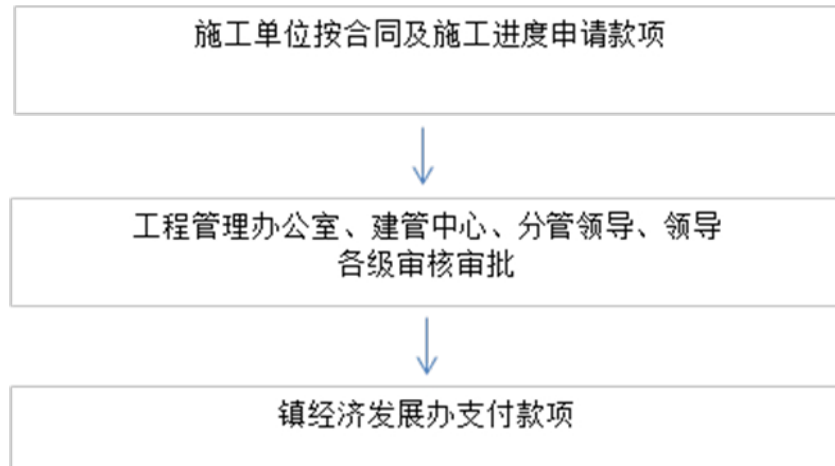 施工单位按合同及施工进度申请款项
工程管理办公室、建管中心、分管领导、领导
各级审核审批
镇经济发展办支付款项